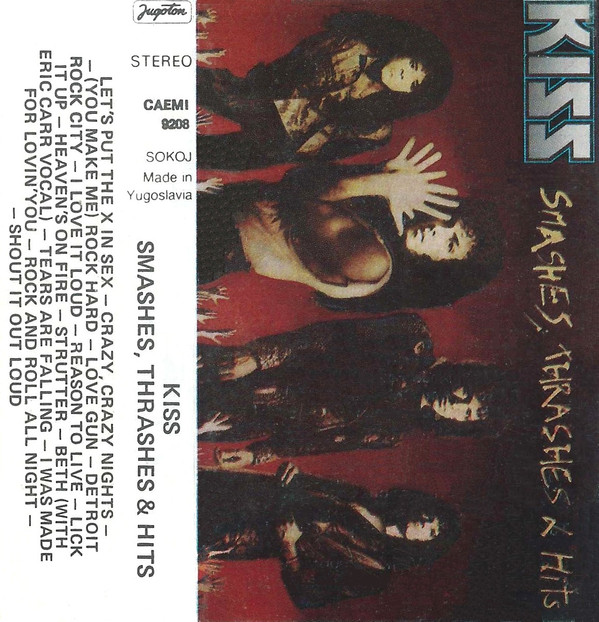 Jugoton
STEREO
CAEMI
9208
SOKOJ
Made in
Yugoslavia
KISS
SMASHES, THRASHES & HITS
LET'S PUT THE X IN SEX – CRAZY, CRAZY NIGHTS –
– (YOU MAKE ME) ROCK HARD – LOVE GUN – DETROIT
ROCK CITY – I LOVE IT LOUD – REASON TO LIVE – LICK
IT UP – HEAVEN'S ON FIRE – STRUTTER – BETH (WITH
ERIC CARR VOCAL) – TEARS ARE FALLING – I WAS MADE
FOR LOVIN'YOU – ROCK AND ROLL ALL NIGHT –
– SHOUT IT OUT LOUD
KISS
SMASHES, THRASHES & HITS